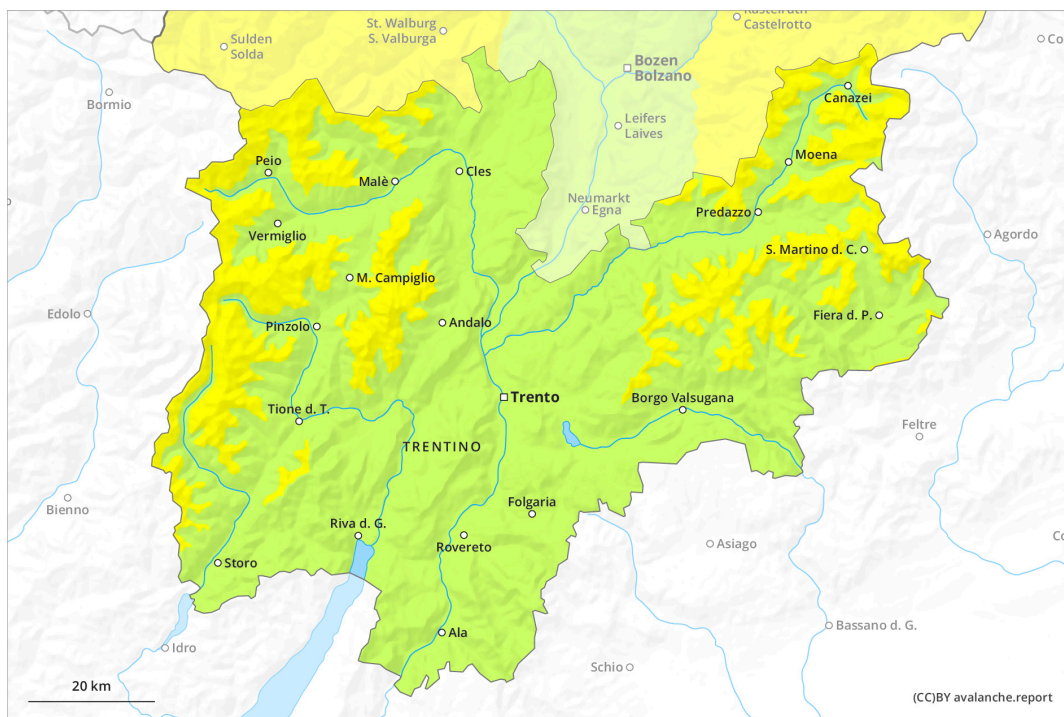 Kastelruth
Castelrotto
St. Walburg
S. Valburga
Sulden
Solda
Co
Bozen
Bolzano
Bormio
Canazei
Leifers
Laives
Moena
Peio
Malè
Cles
Neumarkt
Egna
Predazzo
Vermiglio
Agordo
S. Martino d. C.
M. Campiglio
Edolo
Fiera d. P.
Pinzolo
Andalo
Trento
Borgo Valsugana
Tione d. T.
Feltre
TRENTINO
Bienno
Folgaria
Riva d. G.
Rovereto
Asiago
Co
Storo
Bassano d. G.
Ala
Idro
Schio
20 km
(CC)BY avalanche.report